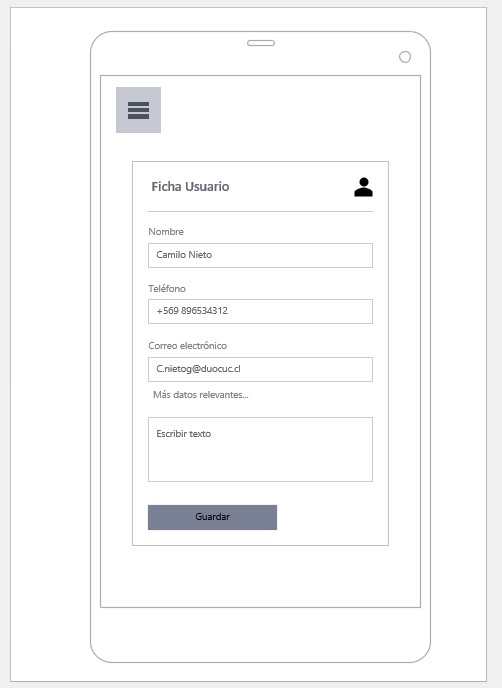 Ficha Usuario
Nombre
Camilo Nieto
Teléfono
+569 896534312
Correo electrónico
C.nietog@duocuc.cl
Más datos relevantes...
Escribir texto
Guardar